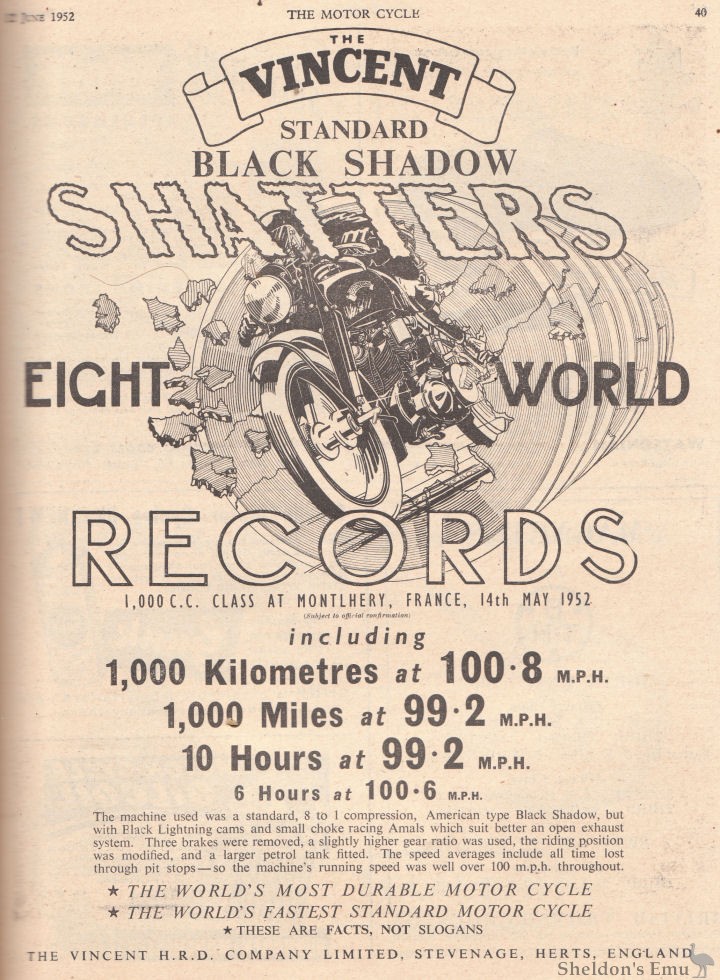 June 1952
THE MOTOR CYCLE
40
THE
VINCENT
STANDARD
BLACK SHADOW
SHATTERS
EIGHT WORLD
RECORDS
1,000 C.C. CLASS AT MONTLHERY, FRANCE, 14th MAY 1952
(Subject to official confirmation)
including
1,000 Kilometres at 100·8 M.P.H.
1,000 Miles at 99·2 M.P.H.
10 Hours at 99·2 M.P.H.
6 Hours at 100·6 M.P.H.
The machine used was a standard, 8 to 1 compression, American type Black Shadow, but
with Black Lightning cams and small choke racing Amals which suit better an open exhaust
system. Three brakes were removed, a slightly higher gear ratio was used, the riding position
was modified, and a larger petrol tank fitted. The speed averages include all time lost
through pit stops—so the machine's running speed was well over 100 m.p.h. throughout.
★ THE WORLD'S MOST DURABLE MOTOR CYCLE
★ THE WORLD'S FASTEST STANDARD MOTOR CYCLE
★ THESE ARE FACTS, NOT SLOGANS
THE VINCENT H.R.D. COMPANY LIMITED, STEVENAGE, HERTS, ENGLAND
Sheldon's Emu